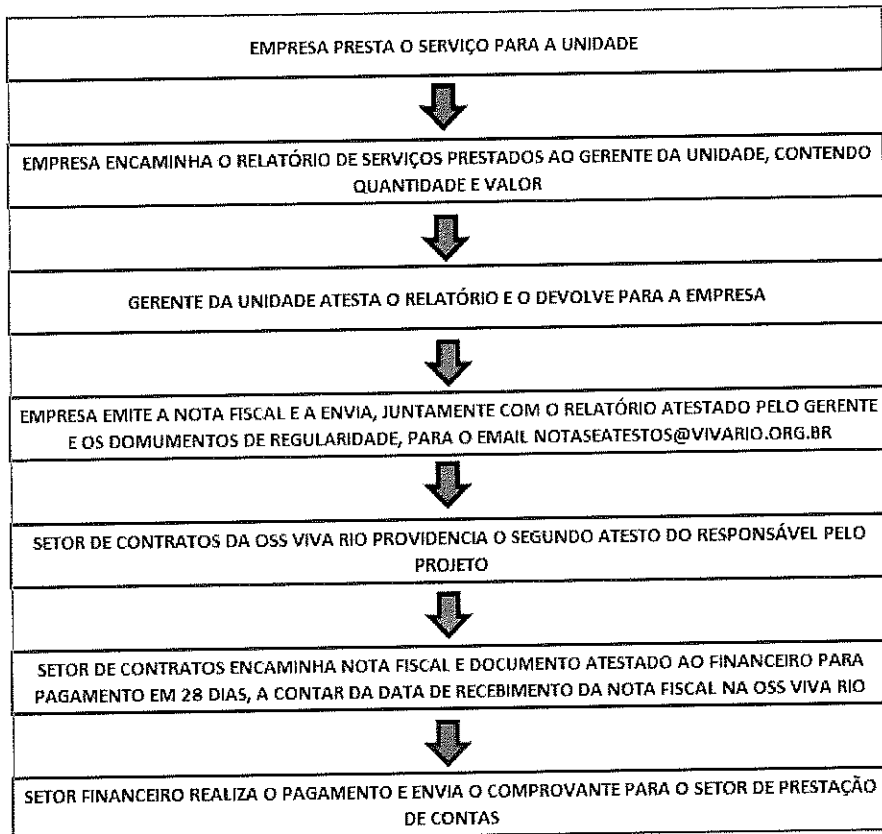 EMPRESA PRESTA O SERVIÇO PARA A UNIDADE
EMPRESA ENCAMINHA O RELATÓRIO DE SERVIÇOS PRESTADOS AO GERENTE DA UNIDADE, CONTENDO
QUANTIDADE E VALOR
GERENTE DA UNIDADE ATESTA O RELATÓRIO E O DEVOLVE PARA A EMPRESA
EMPRESA EMITE A NOTA FISCAL E A ENVIA, JUNTAMENTE COM O RELATÓRIO ATESTADO PELO GERENTE
E OS DOMUMENTOS DE REGULARIDADE, PARA O EMAIL NOTASEATESTOS@VIVARIO.ORG.BR
SETOR DE CONTRATOS DA OSS VIVA RIO PROVIDENCIA O SEGUNDO ATESTO DO RESPONSÁVEL PELO
PROJETO
SETOR DE CONTRATOS ENCAMINHA NOTA FISCAL E DOCUMENTO ATESTADO AO FINANCEIRO PARA
PAGAMENTO EM 28 DIAS, A CONTAR DA DATA DE RECEBIMENTO DA NOTA FISCAL NA OSS VIVA RIO
SETOR FINANCEIRO REALIZA O PAGAMENTO E ENVIA O COMPROVANTE PARA O SETOR DE PRESTAÇÃO
DE CONTAS